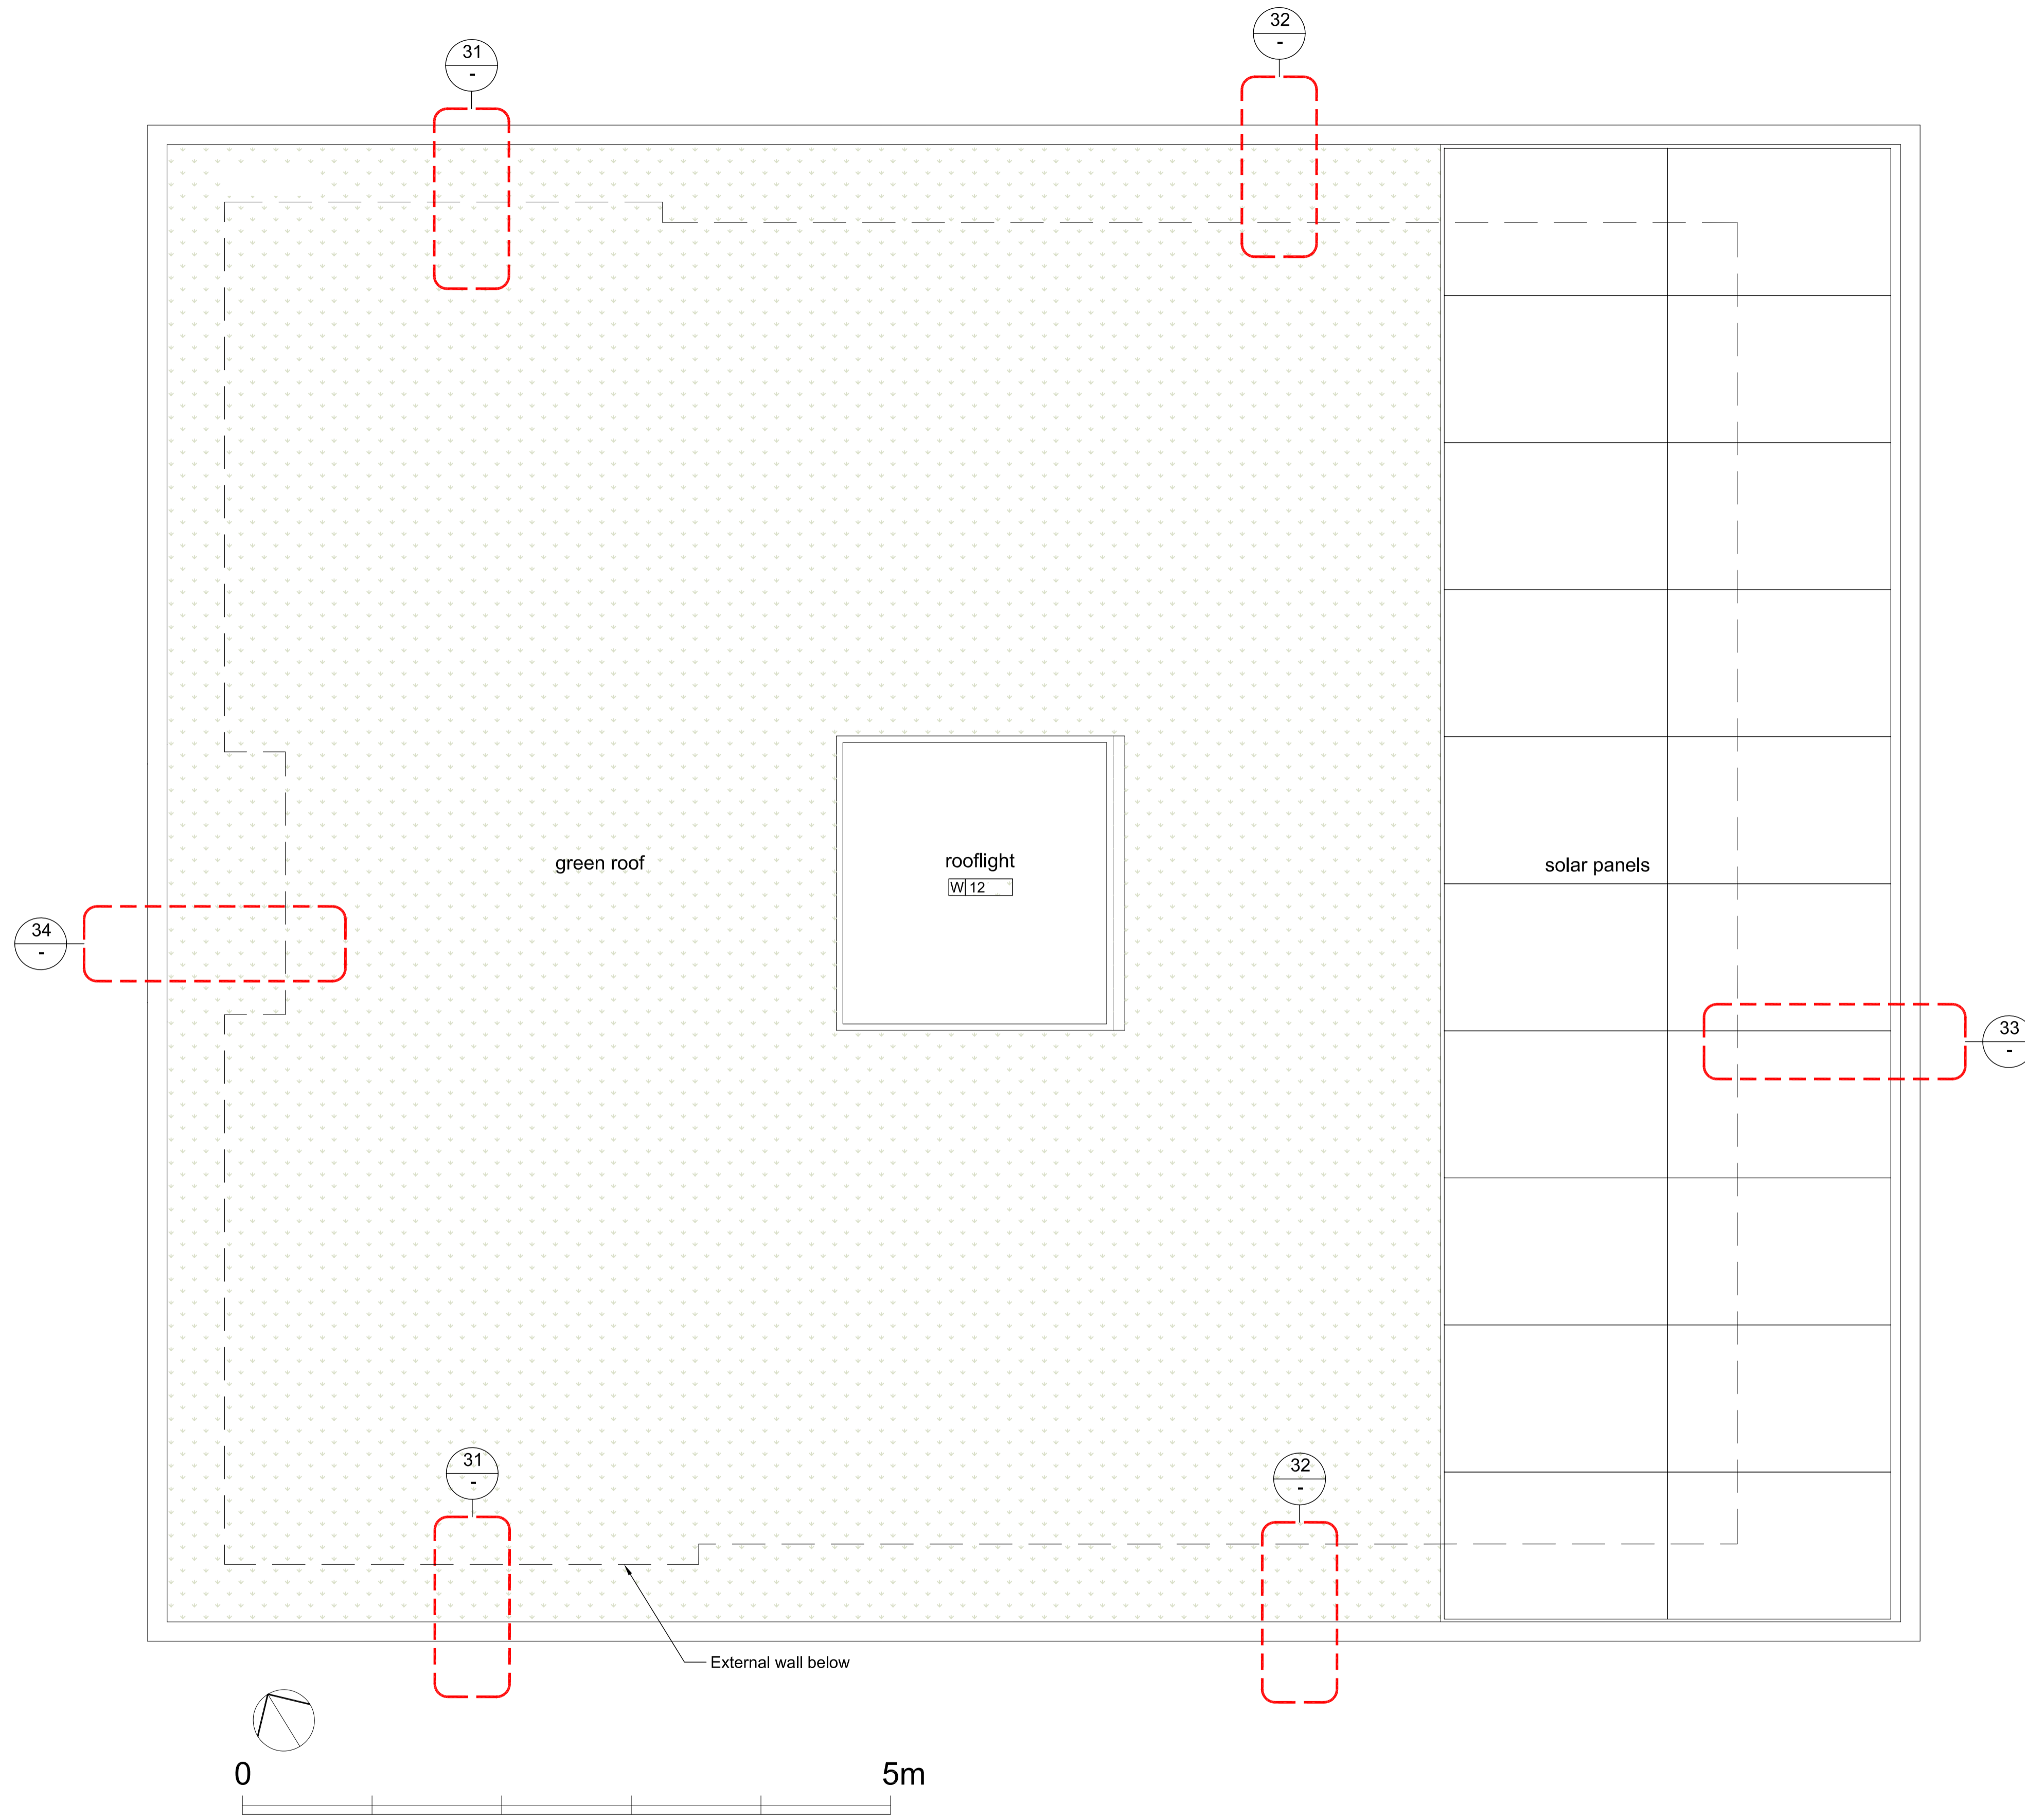 32
-
31
-
green roof
rooflight
W 12
solar panels
34
-
33
-
31
-
32
-
External wall below
0 5m